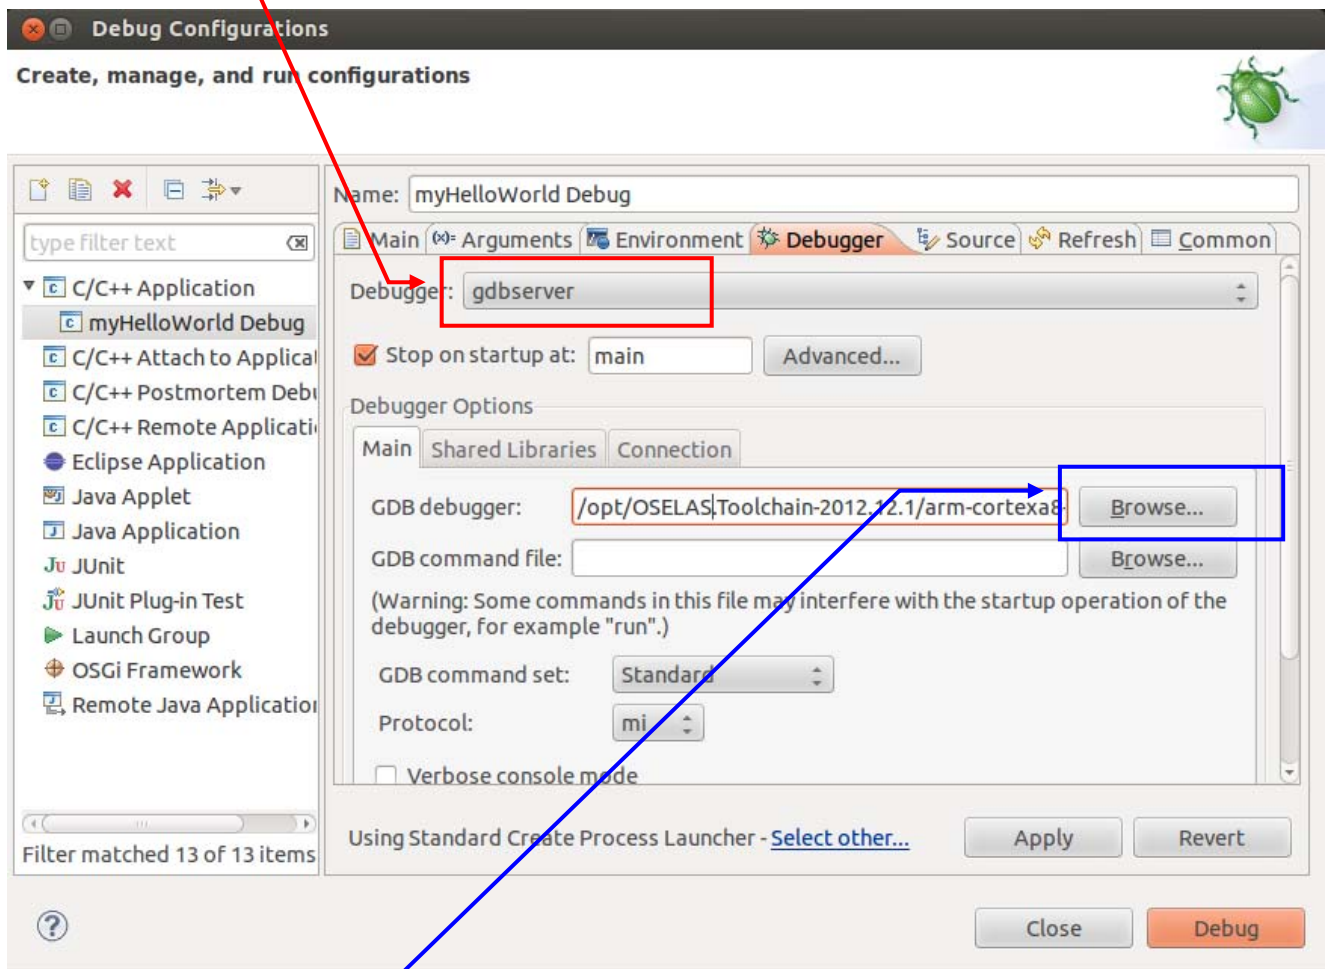 Debug Configurations
Create, manage, and run configurations
Name: myHelloWorld Debug
type filter text
Main (x)= Arguments Environment Debugger Source Refresh Common
C/C++ Application
myHelloWorld Debug
C/C++ Attach to Applicat
C/C++ Postmortem Debu
C/C++ Remote Applicati
Eclipse Application
Java Applet
Java Application
Ju JUnit
JUnit Plug-in Test
Launch Group
OSGi Framework
Remote Java Application
Filter matched 13 of 13 items
Debugger: gdbserver
Stop on startup at: main Advanced...
Debugger Options
Main Shared Libraries Connection
GDB debugger: /opt/OSELAS.Toolchain-2012.12.1/arm-cortexa8- Browse...
GDB command file: Browse...
(Warning: Some commands in this file may interfere with the startup operation of the
debugger, for example "run".)
GDB command set: Standard
Protocol: mi
Verbose console mode
Using Standard Create Process Launcher - Select other... Apply Revert
? Close Debug